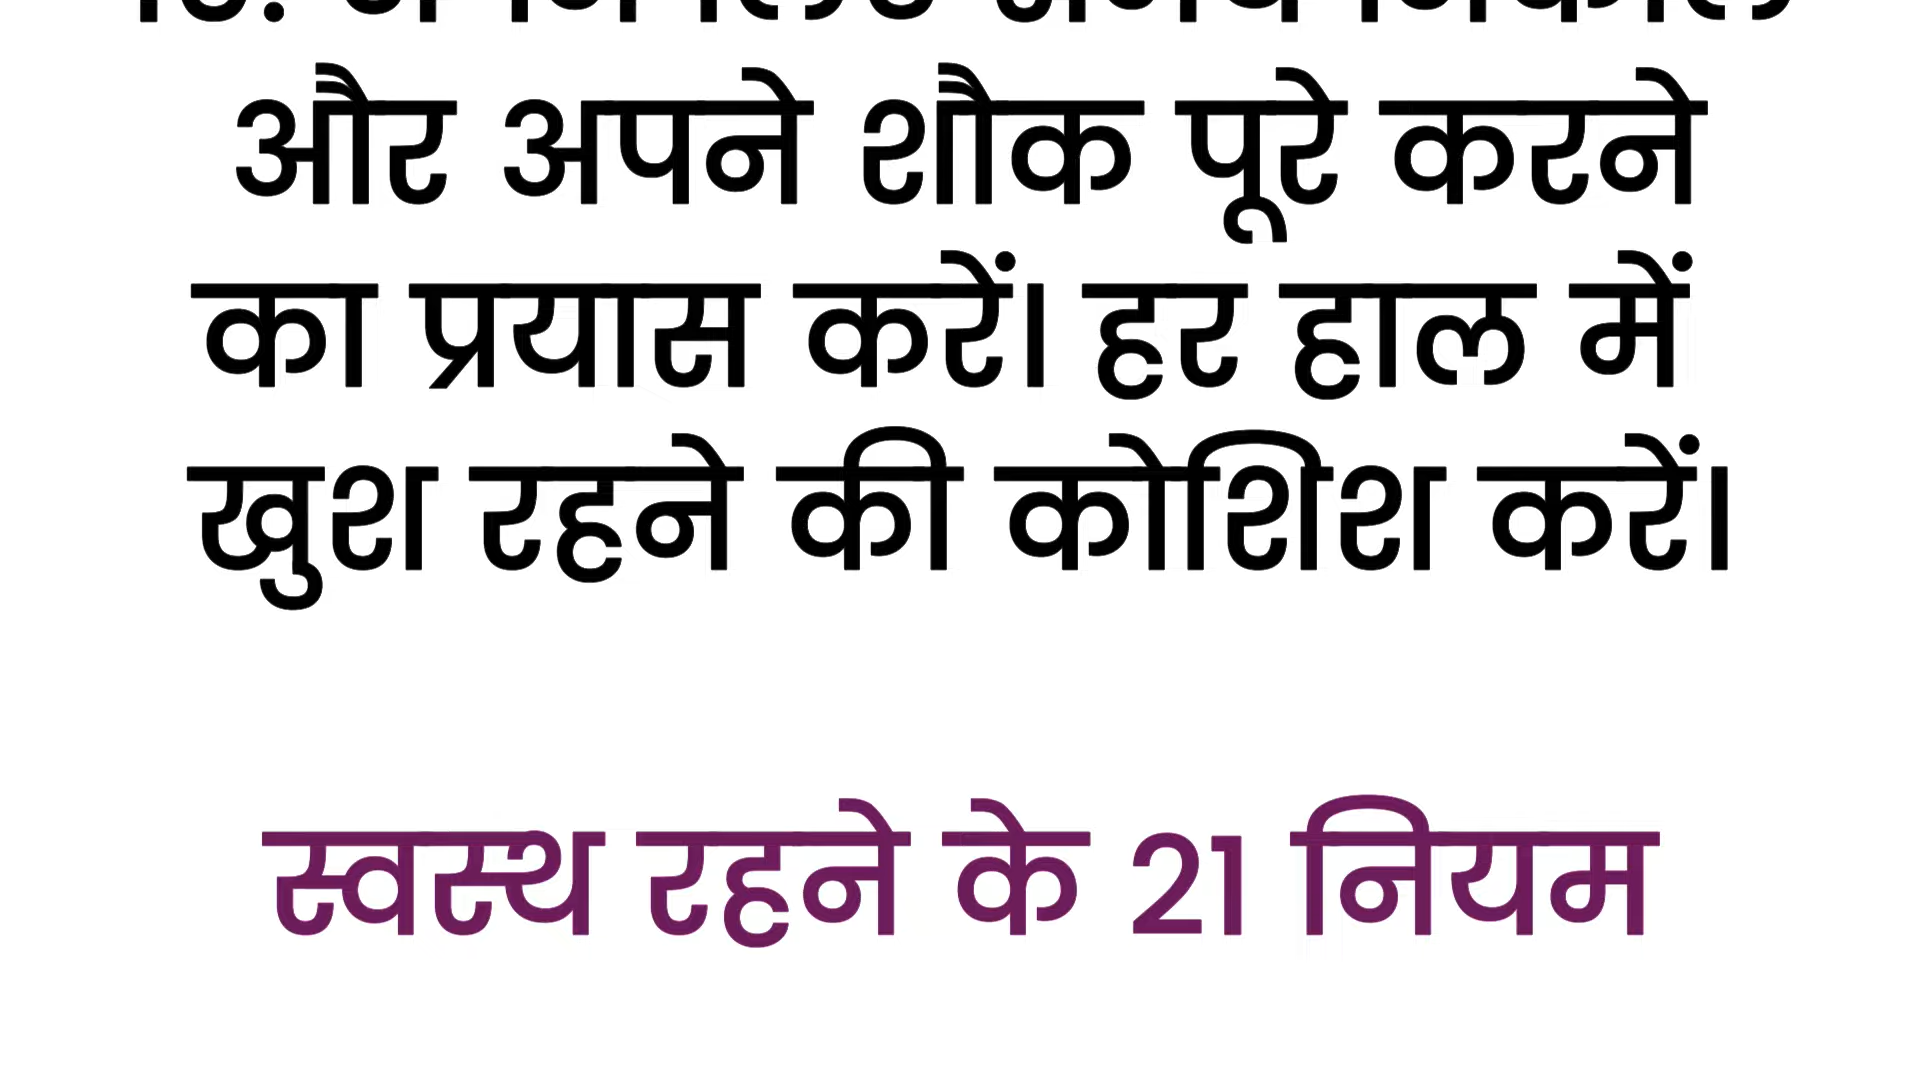 और अपने शौक पूरे करने
का प्रयास करें। हर हाल में
खुश रहने की कोशिश करें।
स्वस्थ रहने के 21 नियम